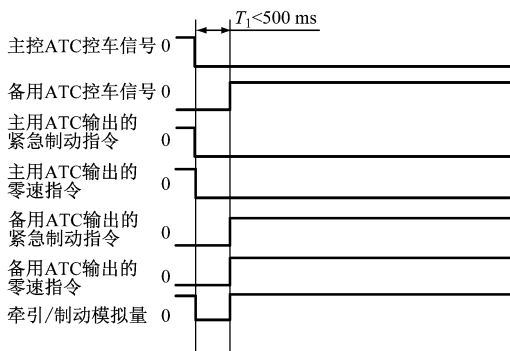 T₁<500 ms
主控ATC控车信号 0
备用ATC控车信号 0
主用ATC输出的
紧急制动指令 0
主用ATC输出的
零速指令 0
备用ATC输出的
紧急制动指令 0
备用ATC输出的
零速指令 0
牵引/制动模拟量 0